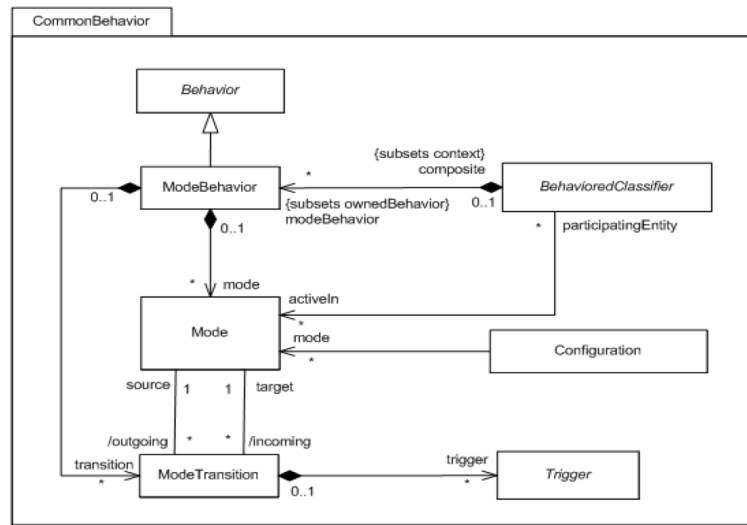 CommonBehavior
Behavior
{subsets context}
composite
*
0..1
ModeBehavior
BehavioredClassifier
0..1
{subsets ownedBehavior}
modeBehavior
0..1
*
participatingEntity
*
mode
activeIn
*
Mode
mode
*
Configuration
source
1
1
target
/outgoing
*
*
/incoming
transition
*
ModeTransition
0..1
trigger
*
Trigger